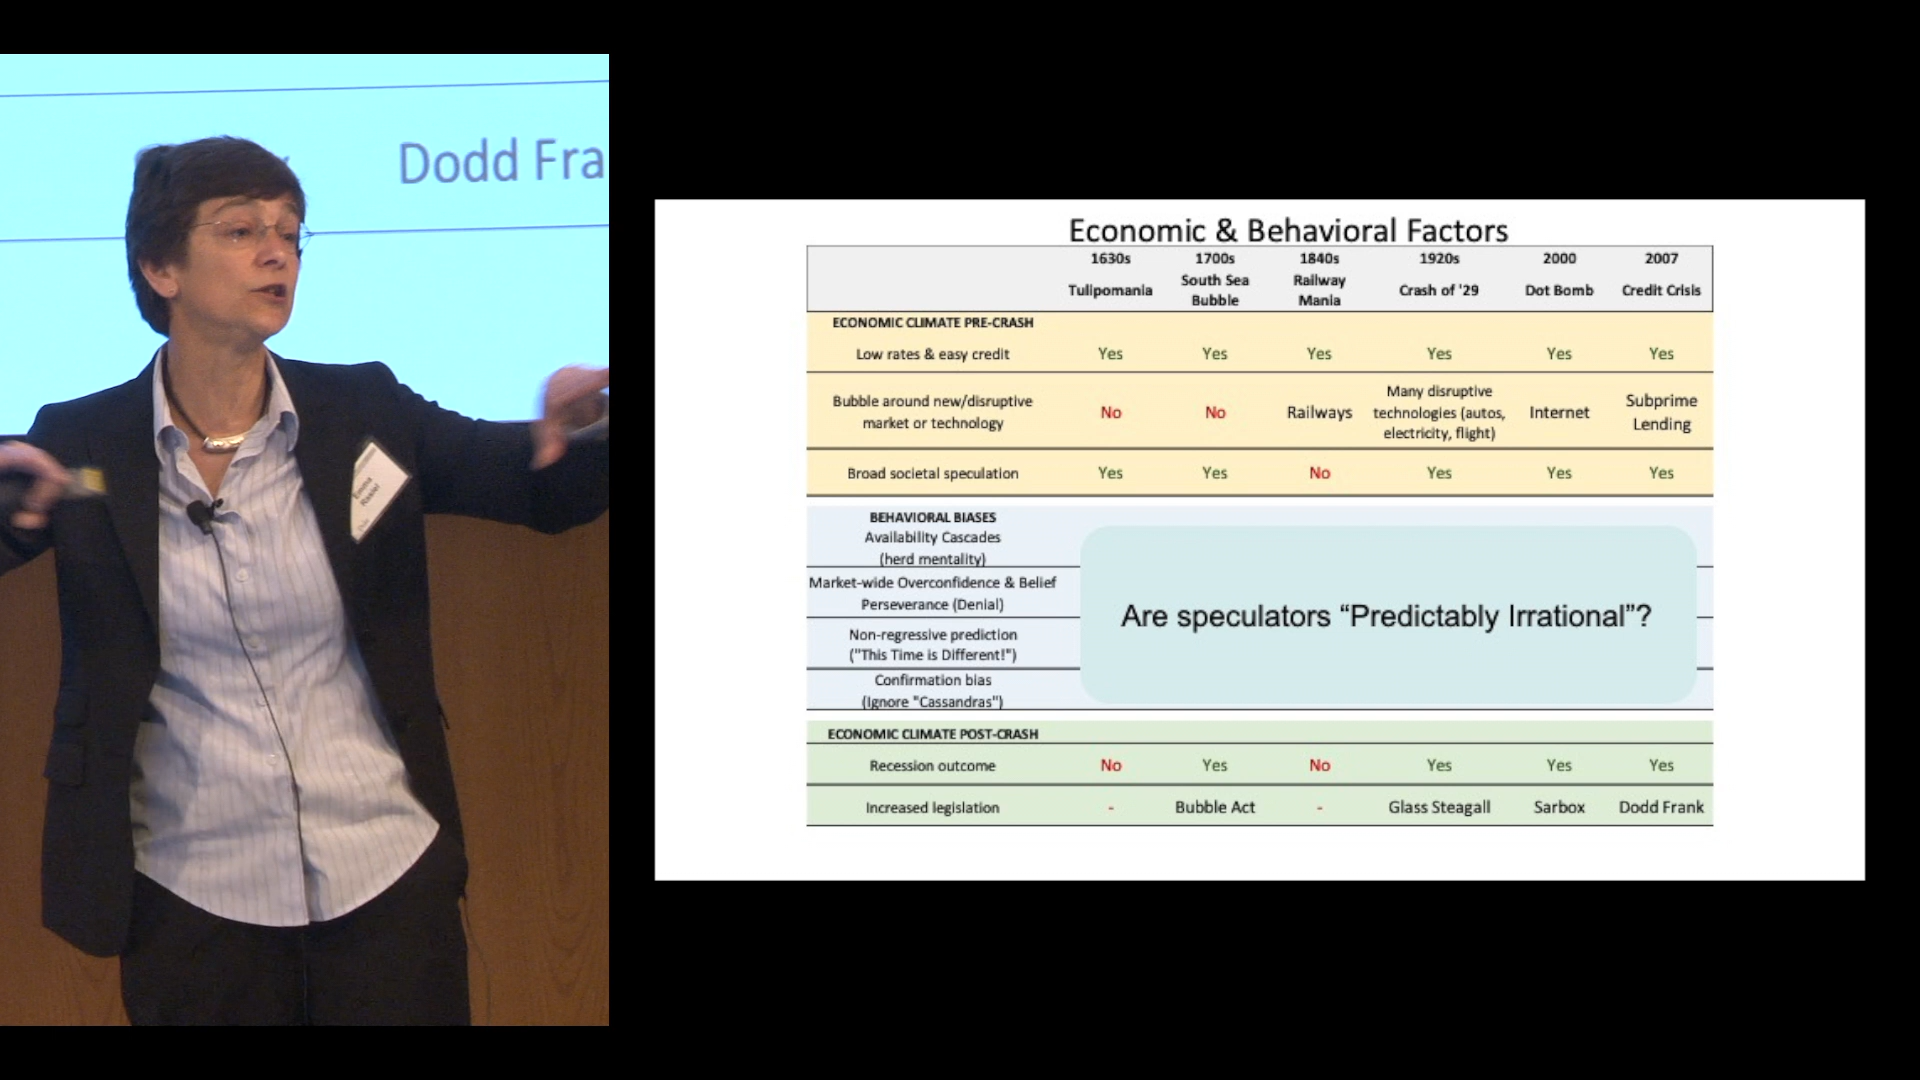 Dodd Fra
Emma
Rasiel
Economic & Behavioral Factors
1630s 1700s 1840s 1920s 2000 2007
Tulipomania South Sea Bubble Railway Mania Crash of '29 Dot Bomb Credit Crisis
ECONOMIC CLIMATE PRE-CRASH
Low rates & easy credit Yes Yes Yes Yes Yes Yes
Bubble around new/disruptive market or technology No No Railways Many disruptive technologies (autos, electricity, flight) Internet Subprime Lending
Broad societal speculation Yes Yes No Yes Yes Yes
BEHAVIORAL BIASES
Availability Cascades
(herd mentality)
Market-wide Overconfidence & Belief
Perseverance (Denial)
Non-regressive prediction
("This Time is Different!")
Confirmation bias
(Ignore "Cassandras")
Are speculators “Predictably Irrational”?
ECONOMIC CLIMATE POST-CRASH
Recession outcome No Yes No Yes Yes Yes
Increased legislation - Bubble Act - Glass Steagall Sarbox Dodd Frank